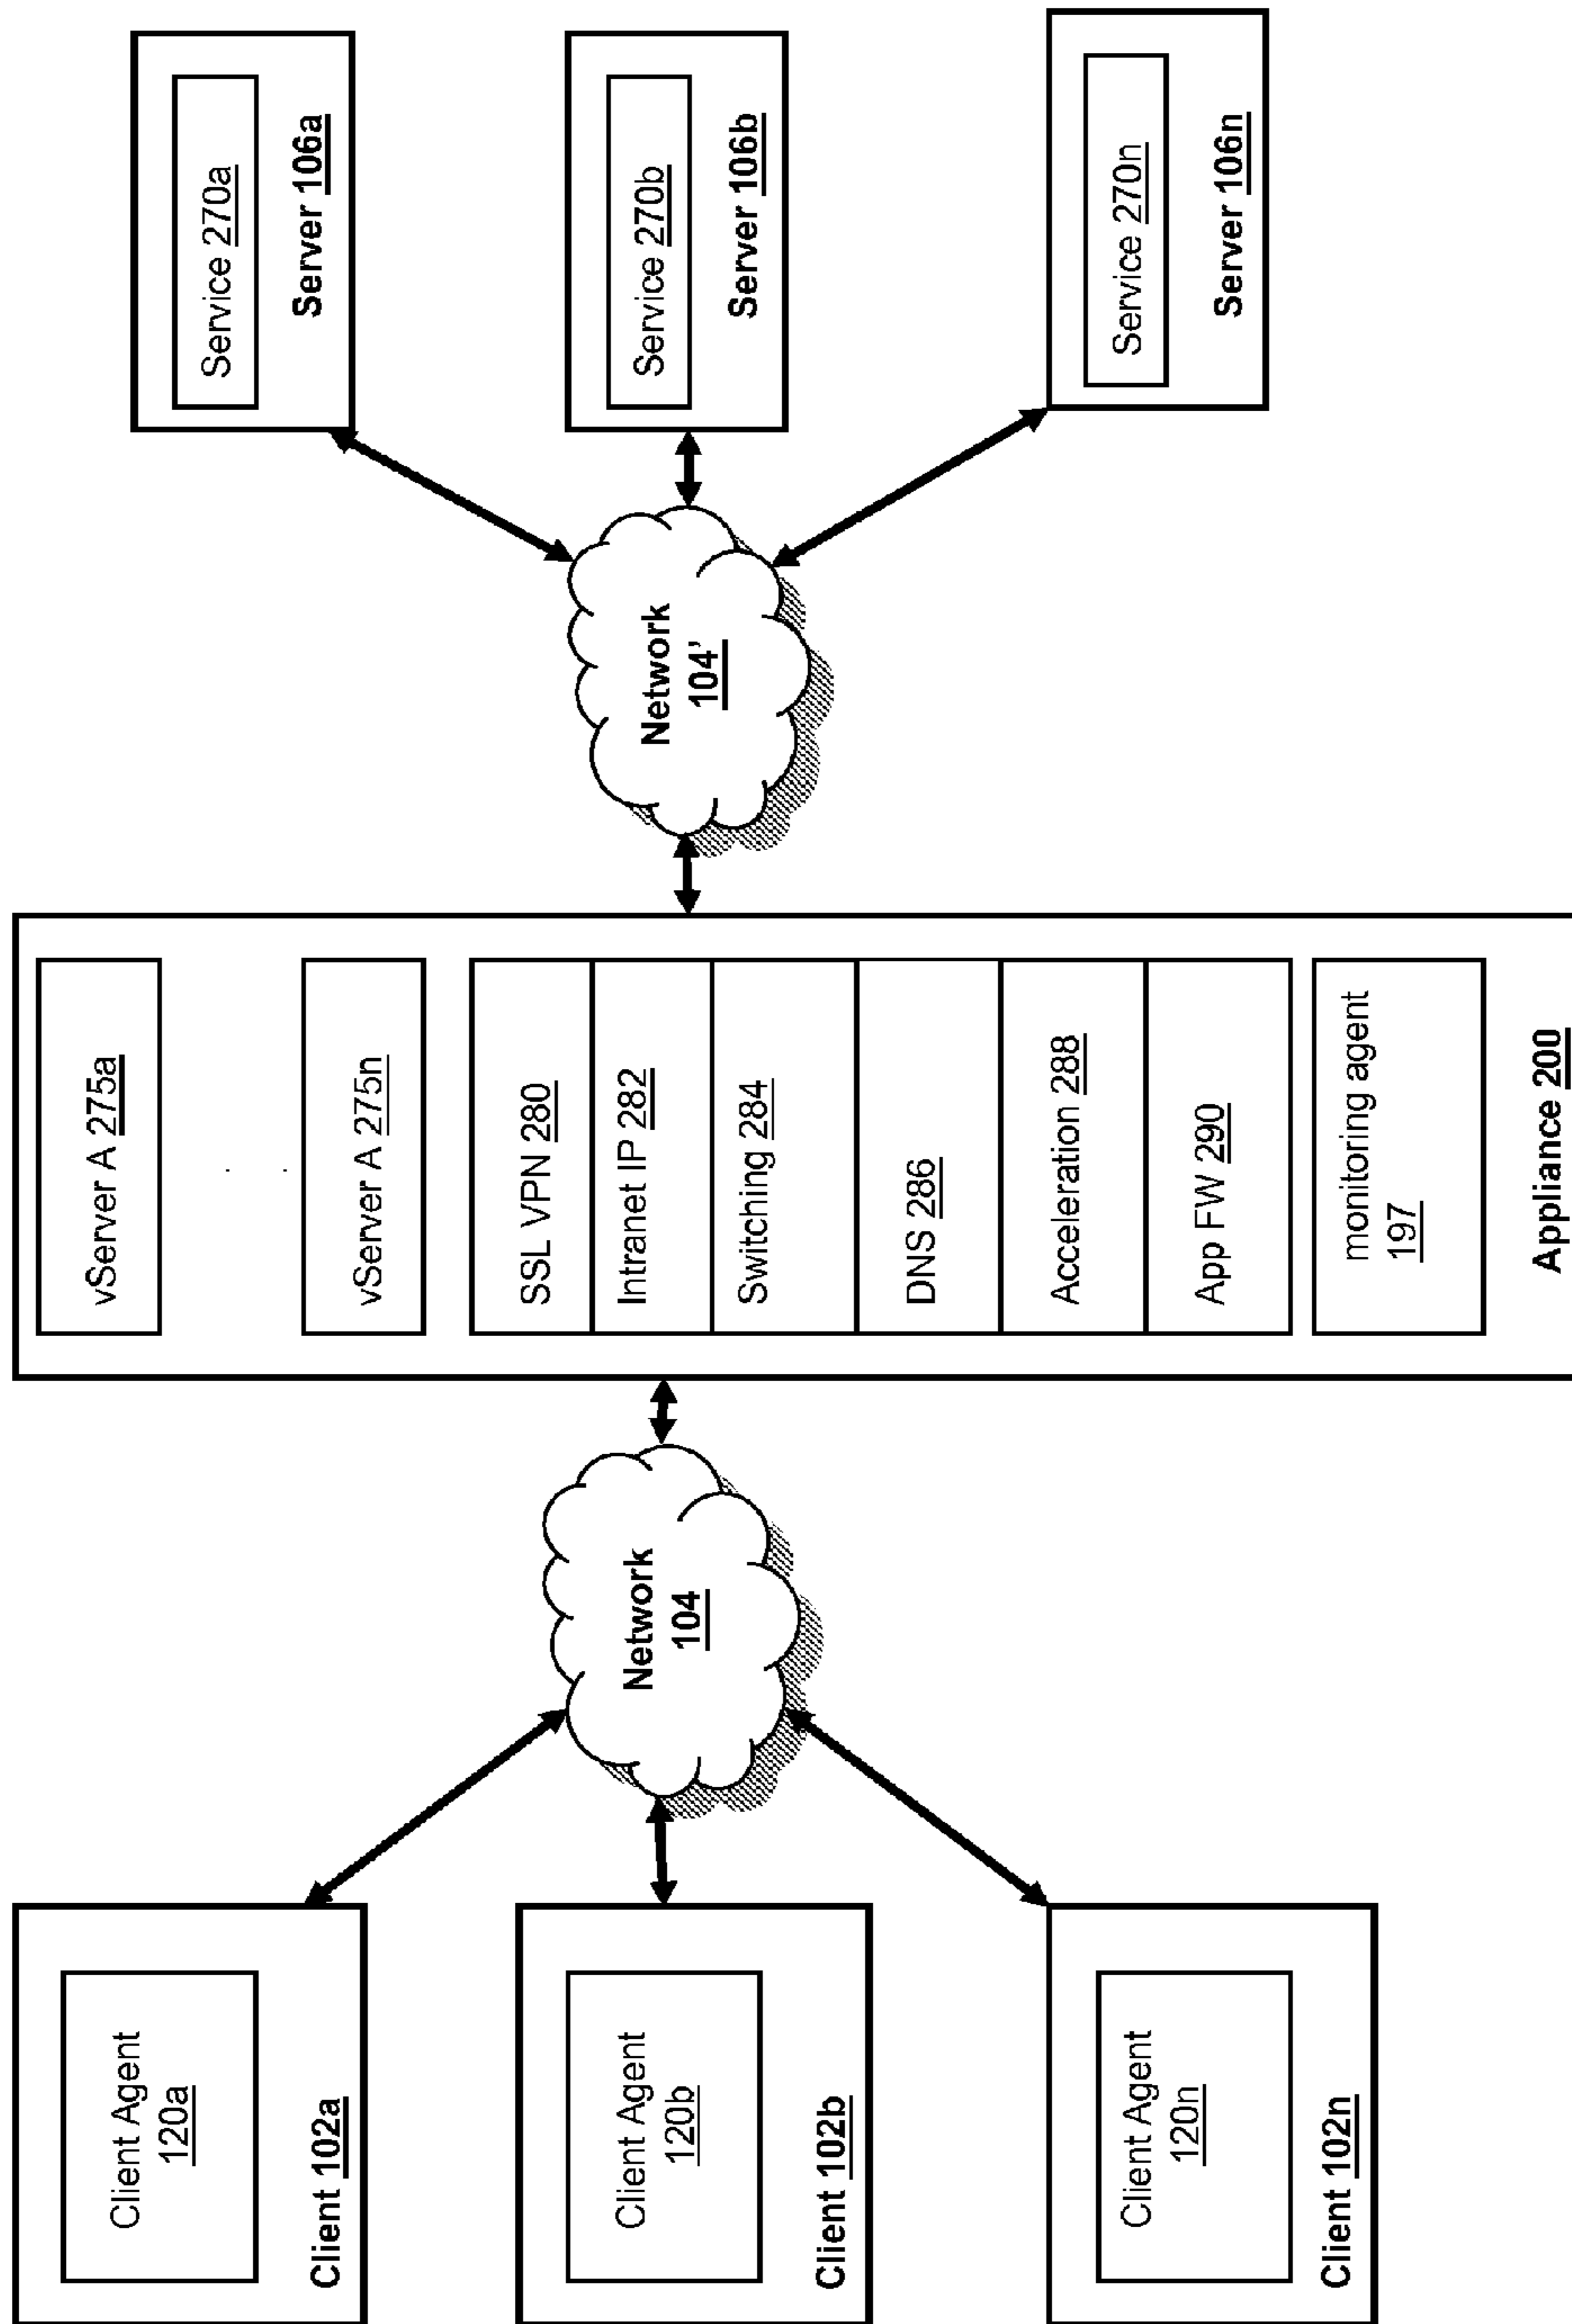 Client Agent
120a
Client 102a
Client Agent
120b
Client 102b
Client Agent
120n
Client 102n
Network
104
vServer A 275a
vServer A 275n
SSL VPN 280
Intranet IP 282
Switching 284
DNS 286
Acceleration 288
App FW 290
monitoring agent
197
Appliance 200
Network
104'
Service 270a
Server 106a
Service 270b
Server 106b
Service 270n
Server 106n